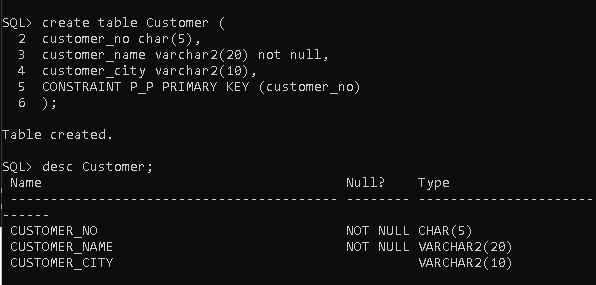 SQL> create table Customer (
  2  customer_no char(5),
  3  customer_name varchar2(20) not null,
  4  customer_city varchar2(10),
  5  CONSTRAINT P_P PRIMARY KEY (customer_no)
  6  );
Table created.
SQL> desc Customer;
 Name                                      Null?    Type
 ----------------------------------------- -------- ----------------------
------
 CUSTOMER_NO                               NOT NULL CHAR(5)
 CUSTOMER_NAME                             NOT NULL VARCHAR2(20)
 CUSTOMER_CITY                                      VARCHAR2(10)